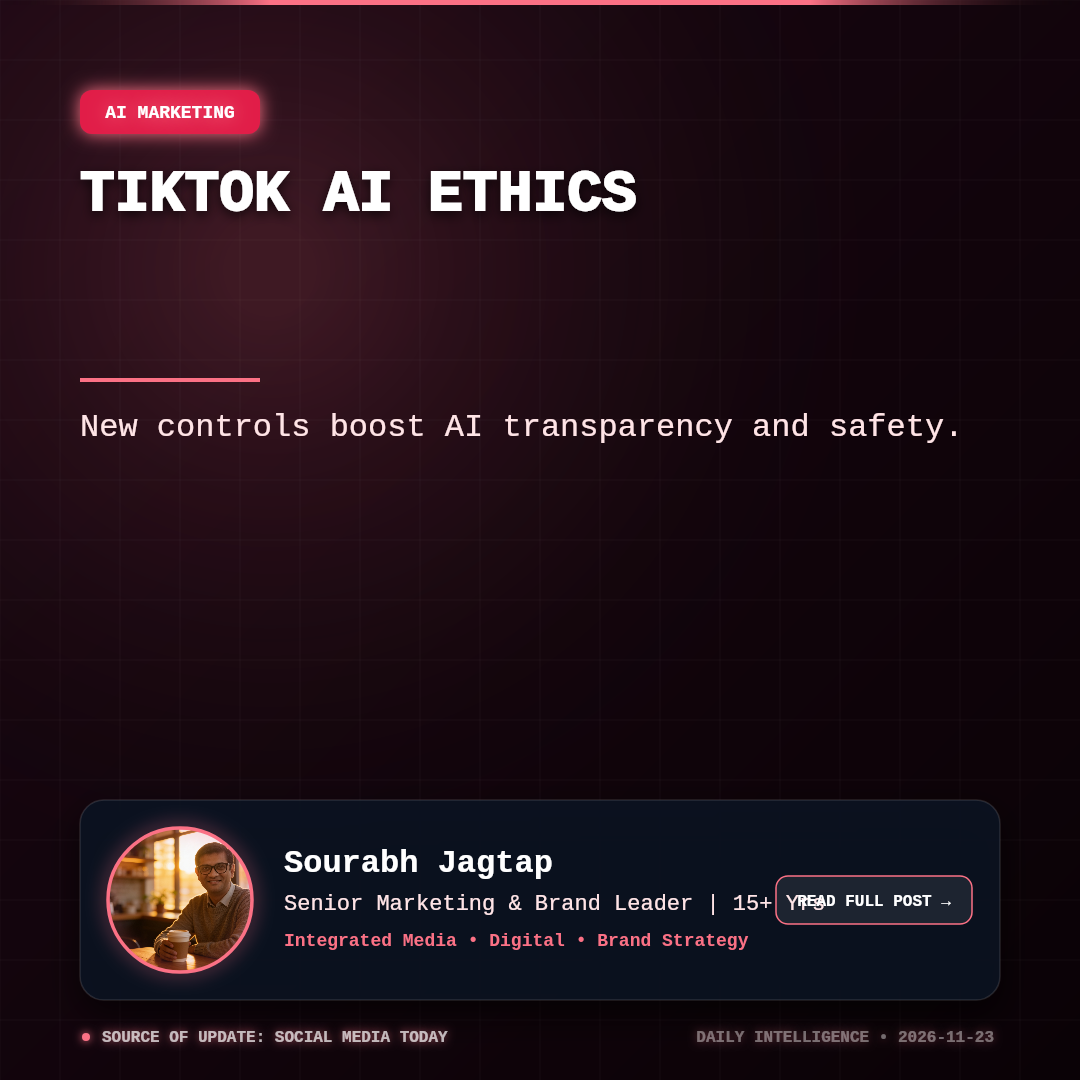 AI MARKETING
TIKTOK AI ETHICS
New controls boost AI transparency and safety.
Sourabh Jagtap
Senior Marketing & Brand Leader | 15+ Yrs
READ FULL POST →
Integrated Media • Digital • Brand Strategy
SOURCE OF UPDATE: SOCIAL MEDIA TODAY
DAILY INTELLIGENCE • 2026-11-23